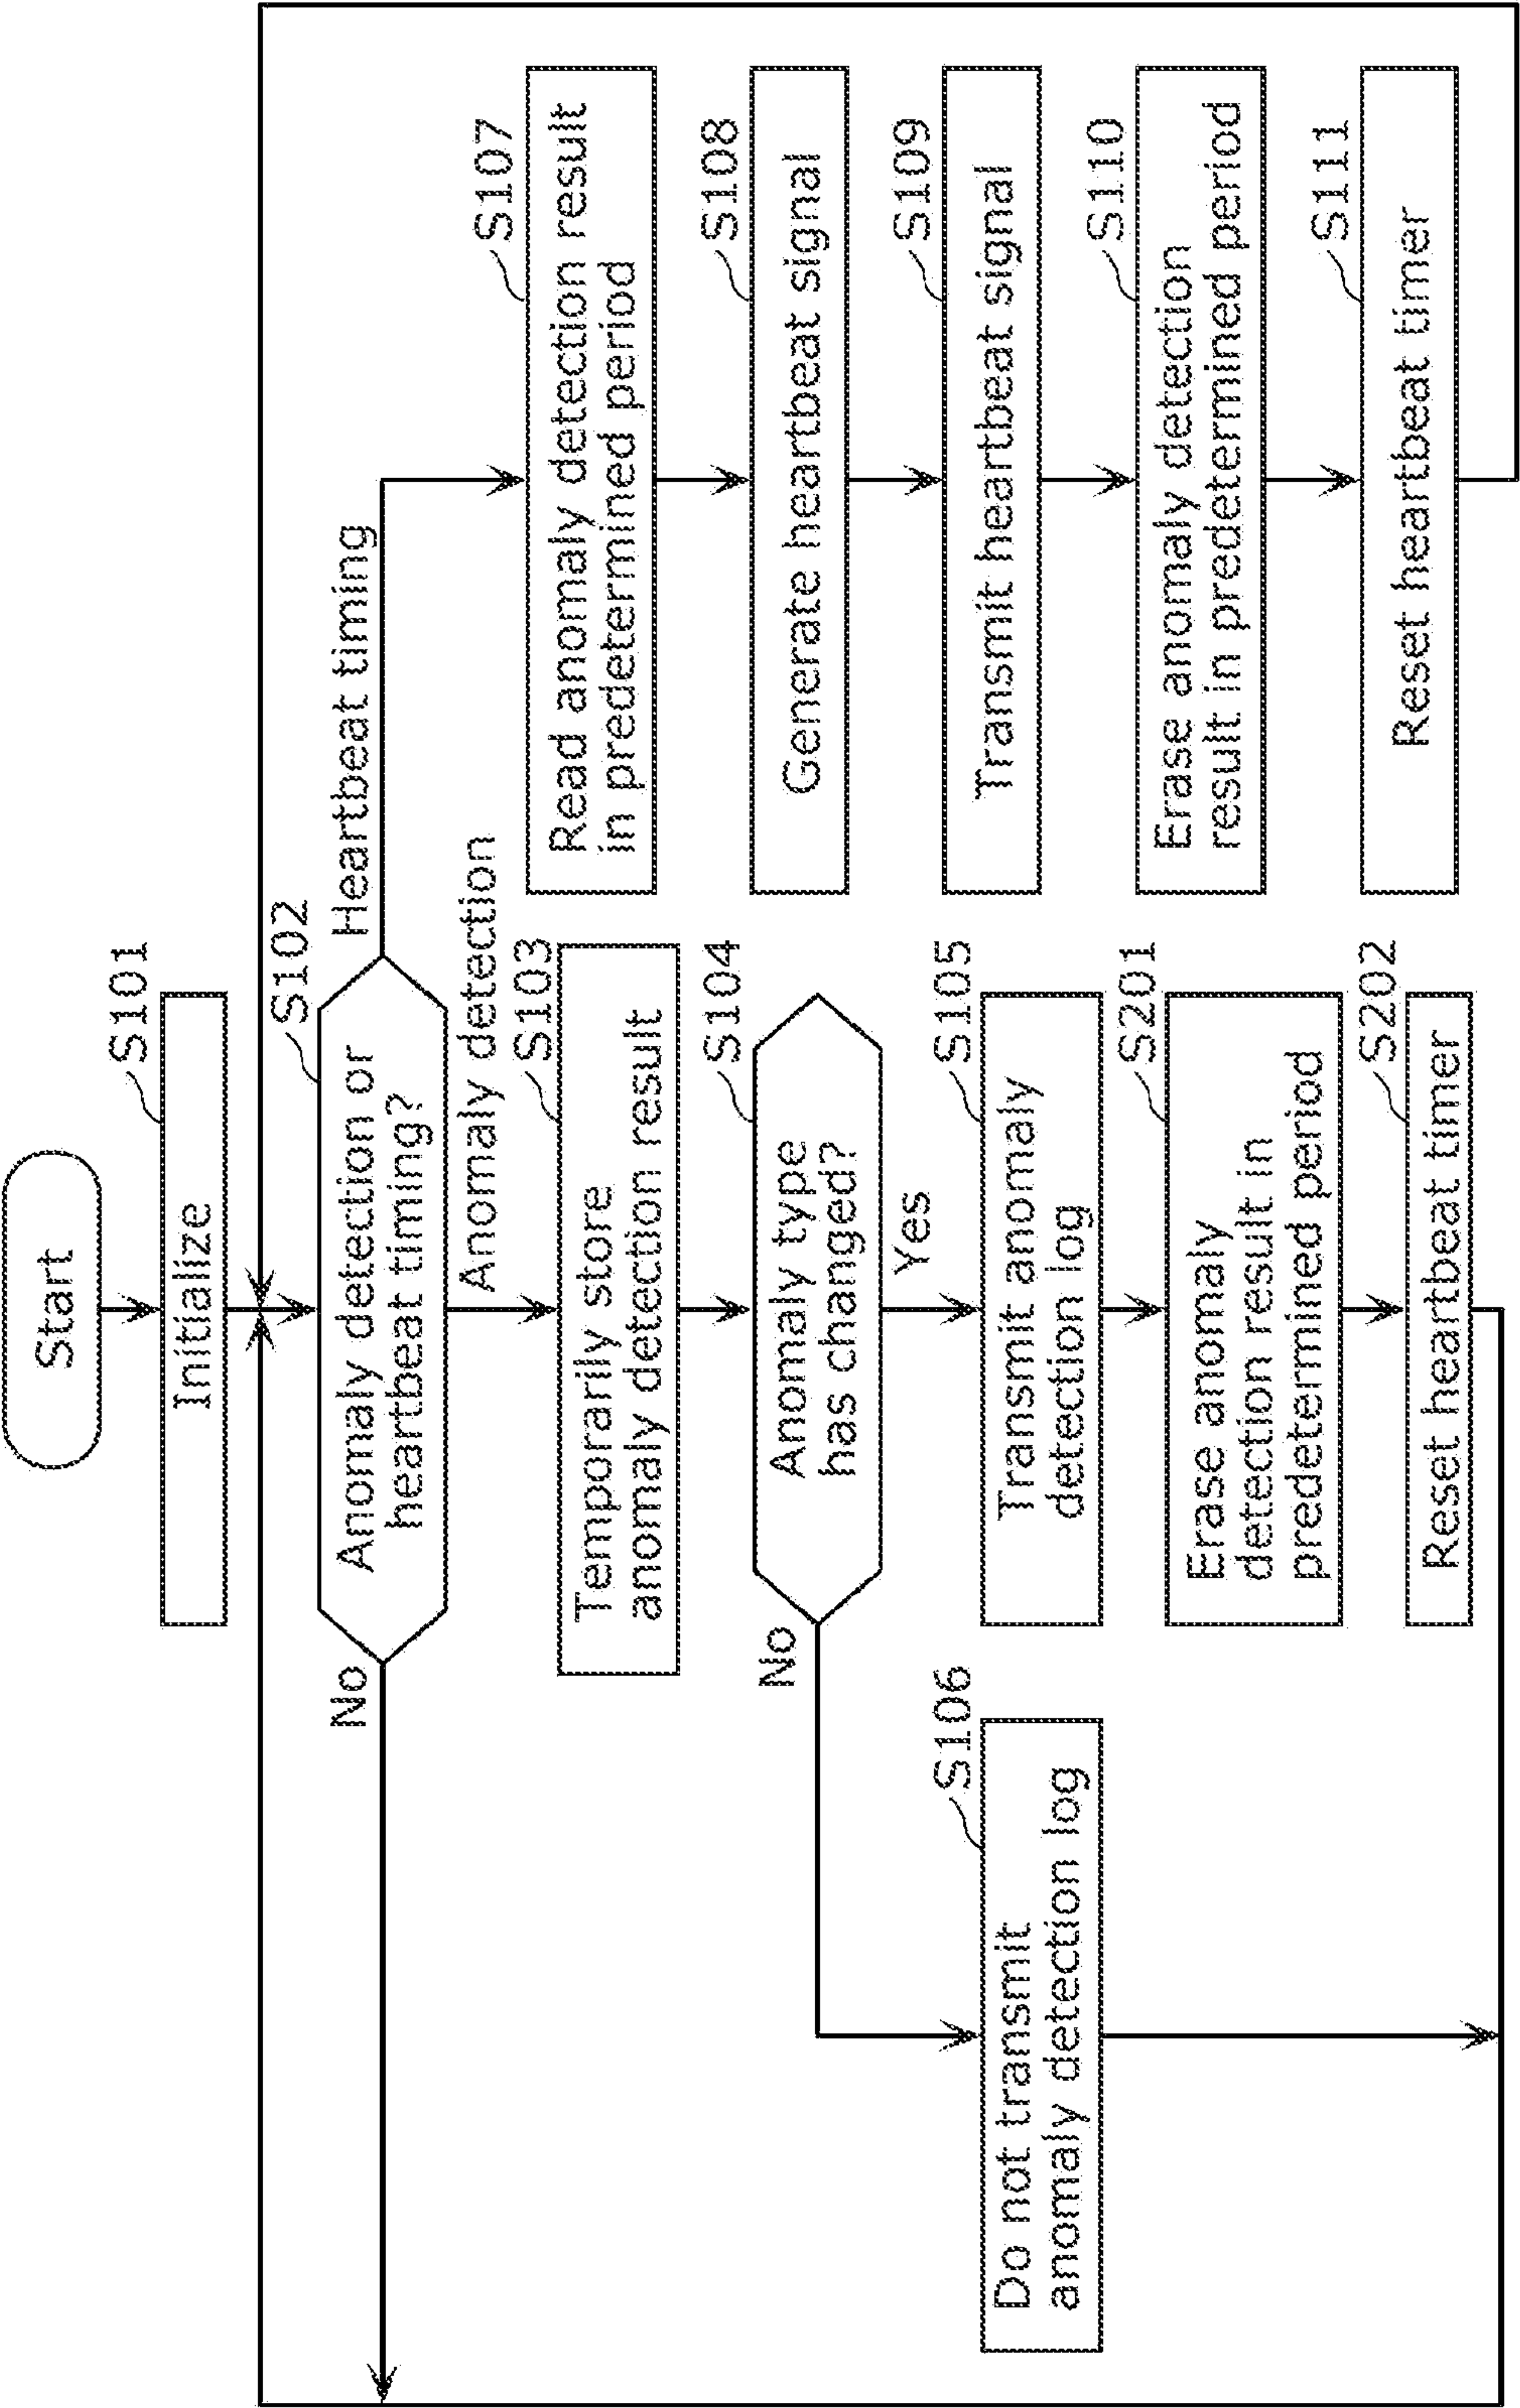 Start
S101
Initialize
S102
Anomaly detection or
heartbeat timing?
No
Heartbeat timing
Anomaly detection
S103
Temporarily store
anomaly detection result
S104
Anomaly type
has changed?
No
Yes
S105
Transmit anomaly
detection log
S106
Do not transmit
anomaly detection log
S201
Erase anomaly
detection result in
predetermined period
S202
Reset heartbeat timer
S107
Read anomaly detection result
in predetermined period
S108
Generate heartbeat signal
S109
Transmit heartbeat signal
S110
Erase anomaly detection
result in predetermined period
S111
Reset heartbeat timer